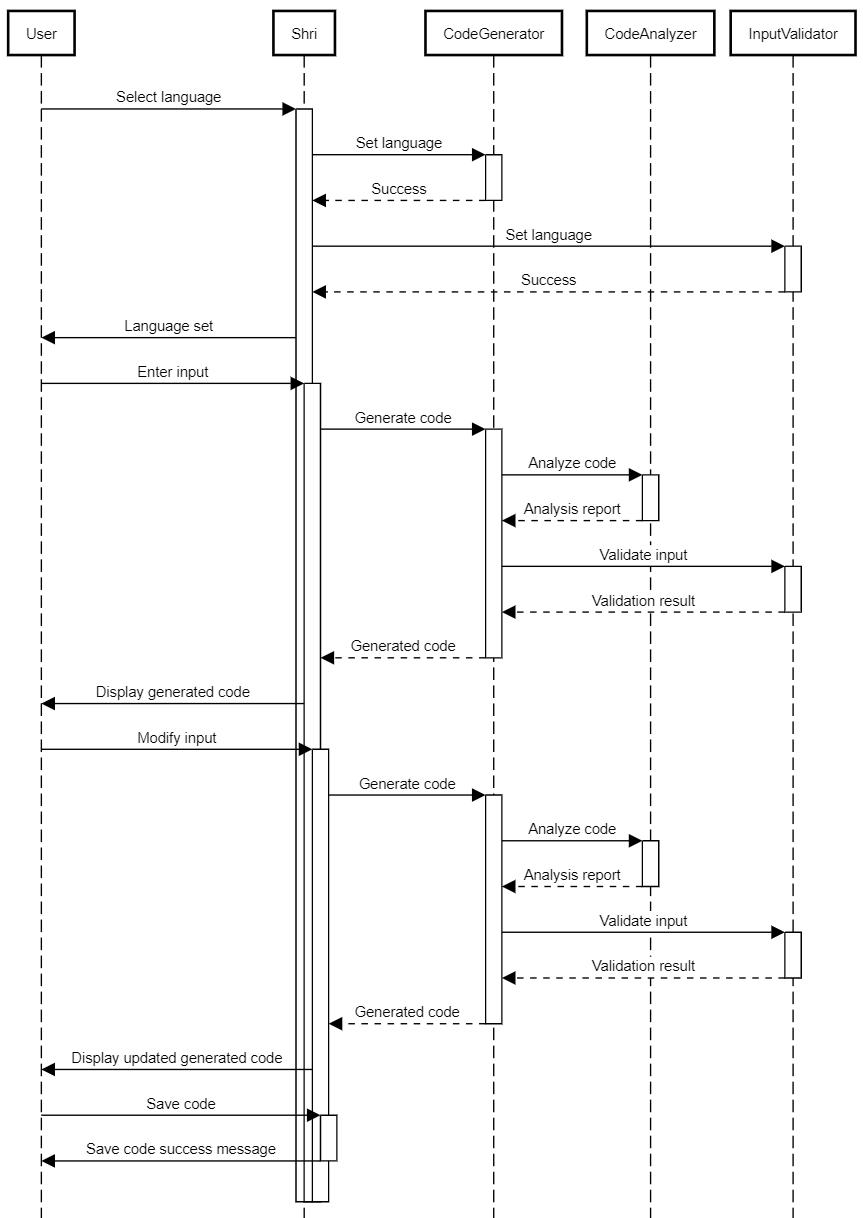 User
Shri
CodeGenerator
CodeAnalyzer
InputValidator
Select language
Set language
Success
Set language
Success
Language set
Enter input
Generate code
Analyze code
Analysis report
Validate input
Validation result
Generated code
Display generated code
Modify input
Generate code
Analyze code
Analysis report
Validate input
Validation result
Generated code
Display updated generated code
Save code
Save code success message